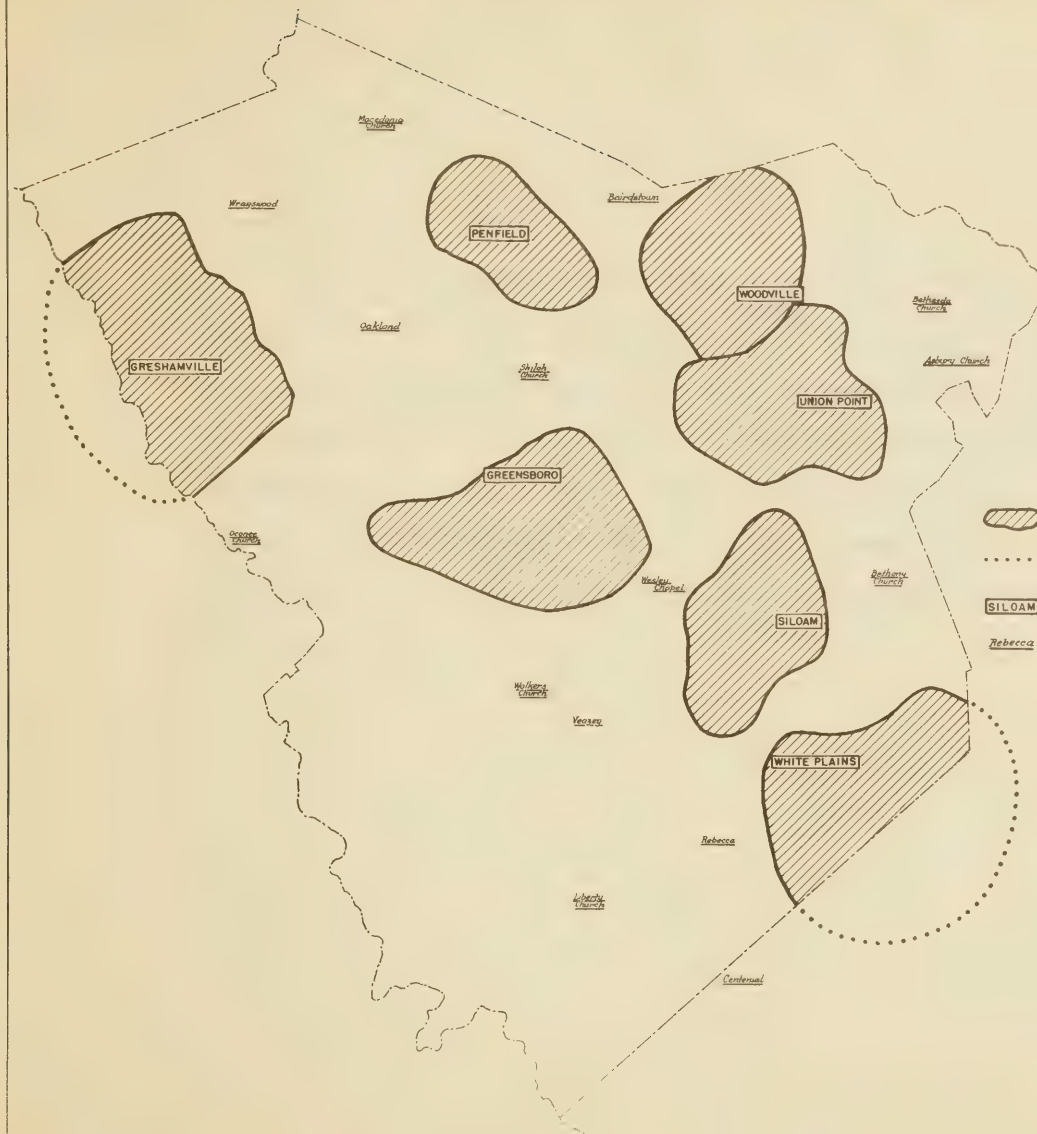 Macedonia
Church
Wrayswood
PENFIELD
Bairdstown
WOODVILLE
Bethesda
Church
Oakland
GRESHAMVILLE
Shiloh
Church
Asbury Church
UNION POINT
GREENSBORO
Oconee
Church
Wesley
Chappel
Bethany
Church
SILOAM
SILOAM
Rebecca
Walkers
Church
Veazey
WHITE PLAINS
Rebecca
Liberty
Church
Centennial